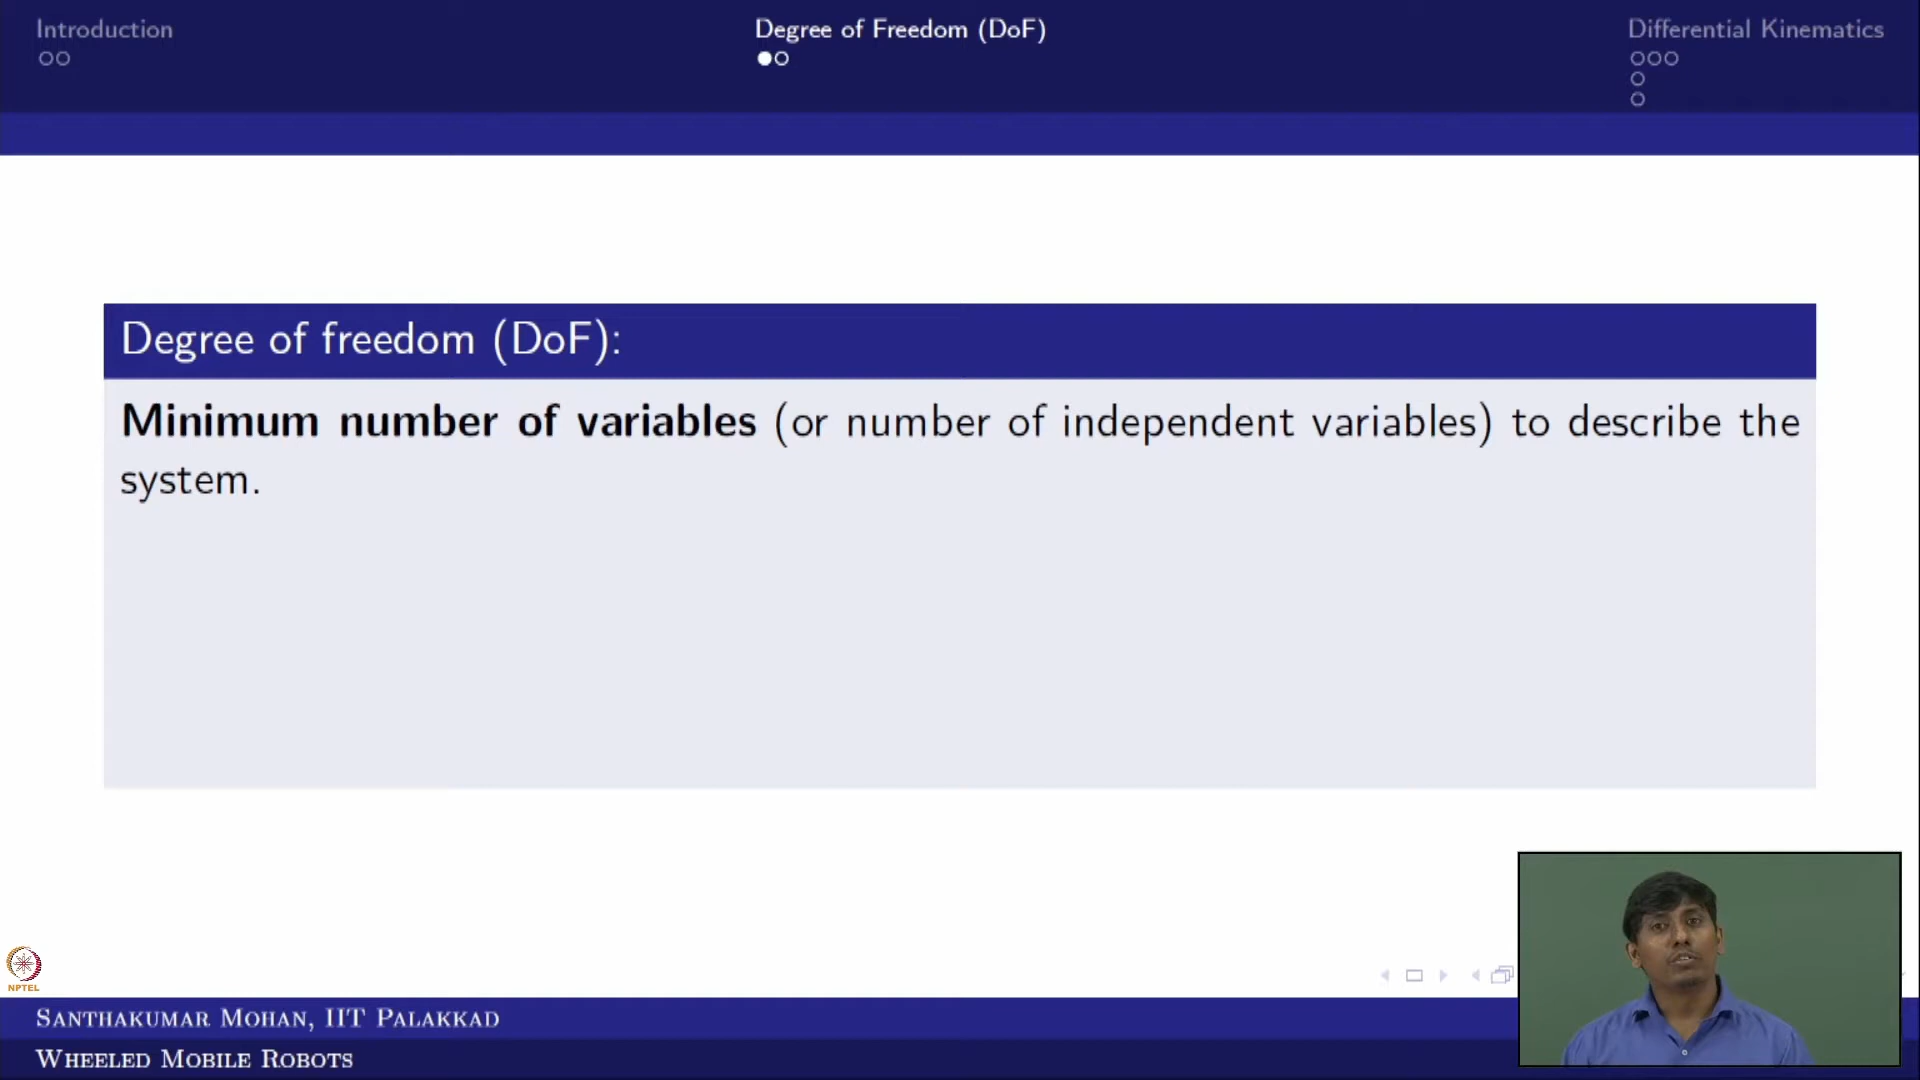 Introduction
Degree of Freedom (DoF)
Differential Kinematics
Degree of freedom (DoF):
Minimum number of variables (or number of independent variables) to describe the
system.
NPTEL
Santhakumar Mohan, IIT Palakkad
Wheeled Mobile Robots